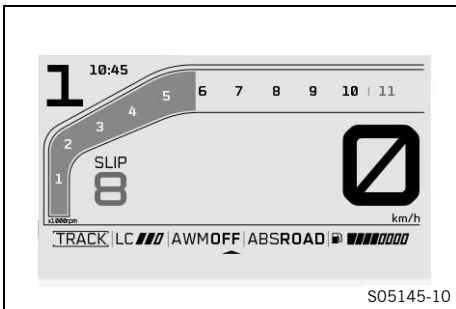 1 10:45
1 2 3 4 5 6 7 8 9 10 11
x1000rpm
SLIP
8
0
km/h
TRACK LC AWMOFF ABSROAD
S05145-10